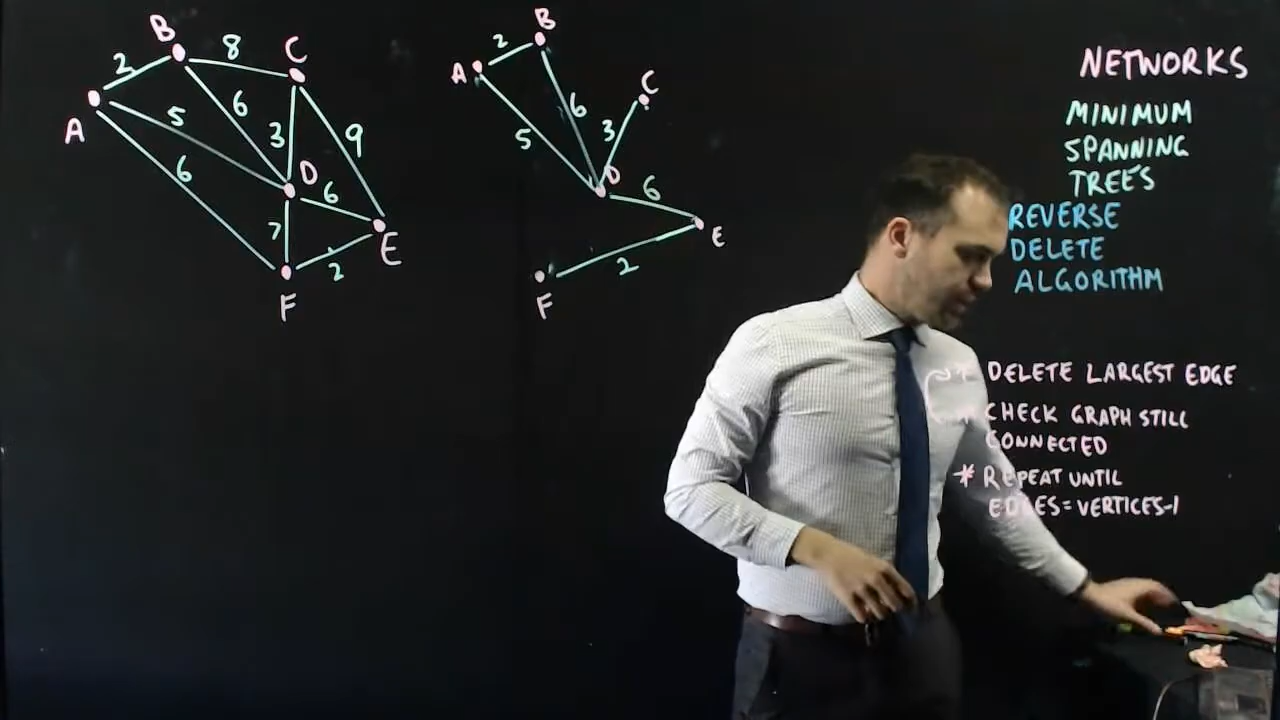 NETWORKS
MINIMUM
SPANNING
TREES
REVERSE
DELETE
ALGORITHM
* DELETE LARGEST EDGE
CHECK GRAPH STILL
CONNECTED
* REPEAT UNTIL
EDGES=VERTICES-1
B
2
8
C
A
5
6
3
9
6
D
6
7
E
2
F
B
2
A
C
6
5
3
D
6
E
2
F